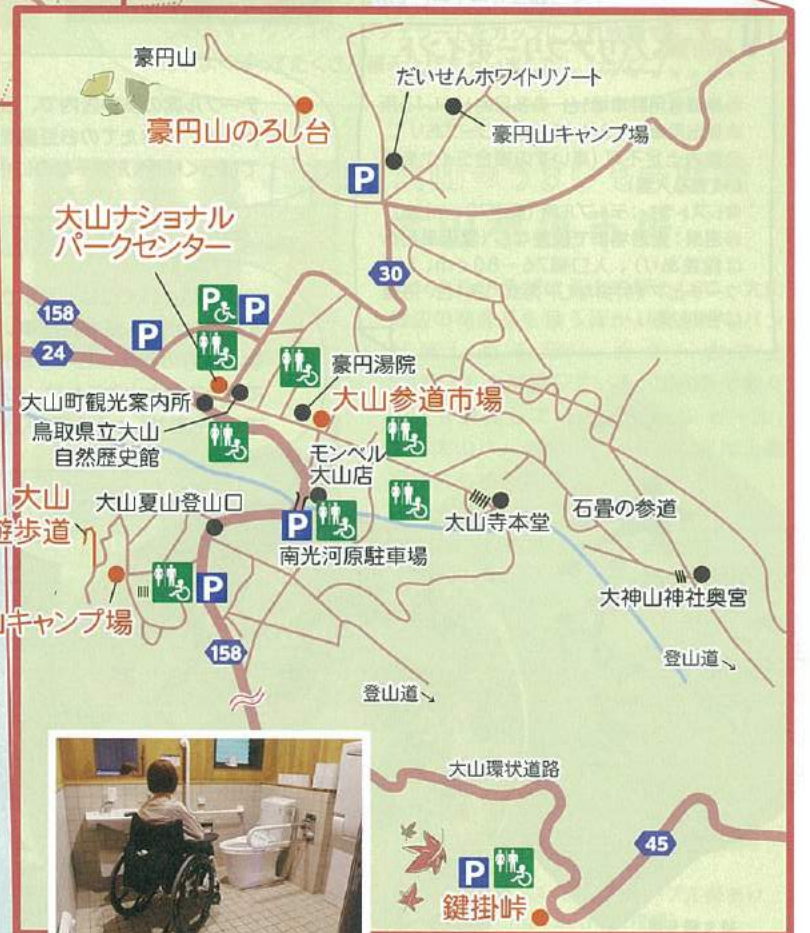 豪円山
だいせんホワイトリゾート
豪円山のろし台
豪円山キャンプ場
P
大山ナショナル
パークセンター
30
158
P
P
P
24
豪円湯院
大山町観光案内所
大山参道市場
鳥取県立大山
自然歴史館
モンベル
大山店
大山
遊歩道
大山夏山登山口
P
大山寺本堂
石畳の参道
南光河原駐車場
P
大神山神社奥宮
山キャンプ場
158
登山道
登山道
大山環状道路
45
P
鍵掛峠